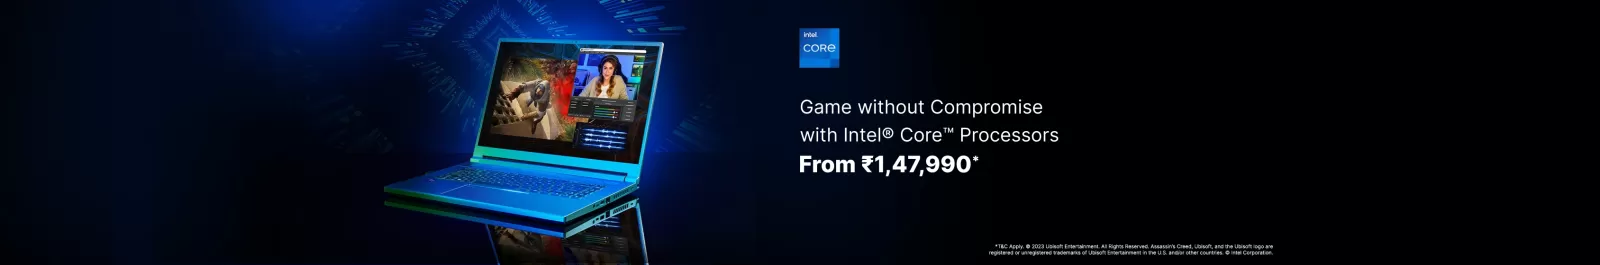 intel
CORE
Game without Compromise
with Intel® Core™ Processors
From ₹1,47,990*
*T&C Apply. © 2023 Ubisoft Entertainment. All Rights Reserved. Assassin's Creed, Ubisoft, and the Ubisoft logo are
registered or unregistered trademarks of Ubisoft Entertainment in the U.S. and/or other countries. © Intel Corporation.